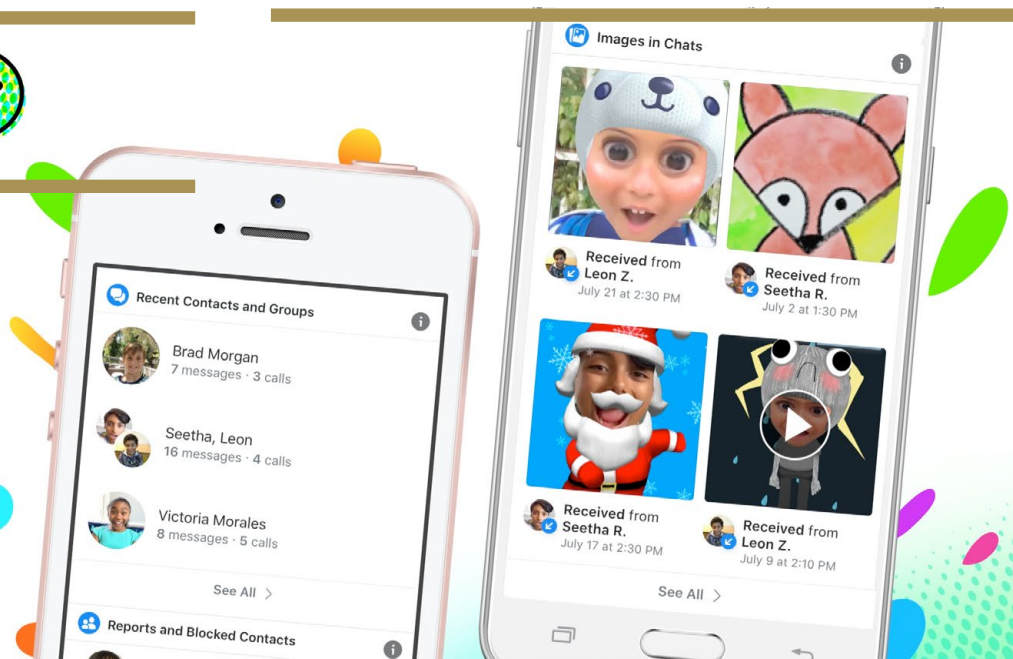 Recent Contacts and Groups
Brad Morgan
7 messages · 3 calls
Seetha, Leon
16 messages · 4 calls
Victoria Morales
8 messages · 5 calls
See All >
Reports and Blocked Contacts
Images in Chats
Received from
Leon Z.
July 21 at 2:30 PM
Received from
Seetha R.
July 2 at 1:30 PM
Received from
Seetha R.
July 17 at 2:30 PM
Received from
Leon Z.
July 9 at 2:10 PM
See All >